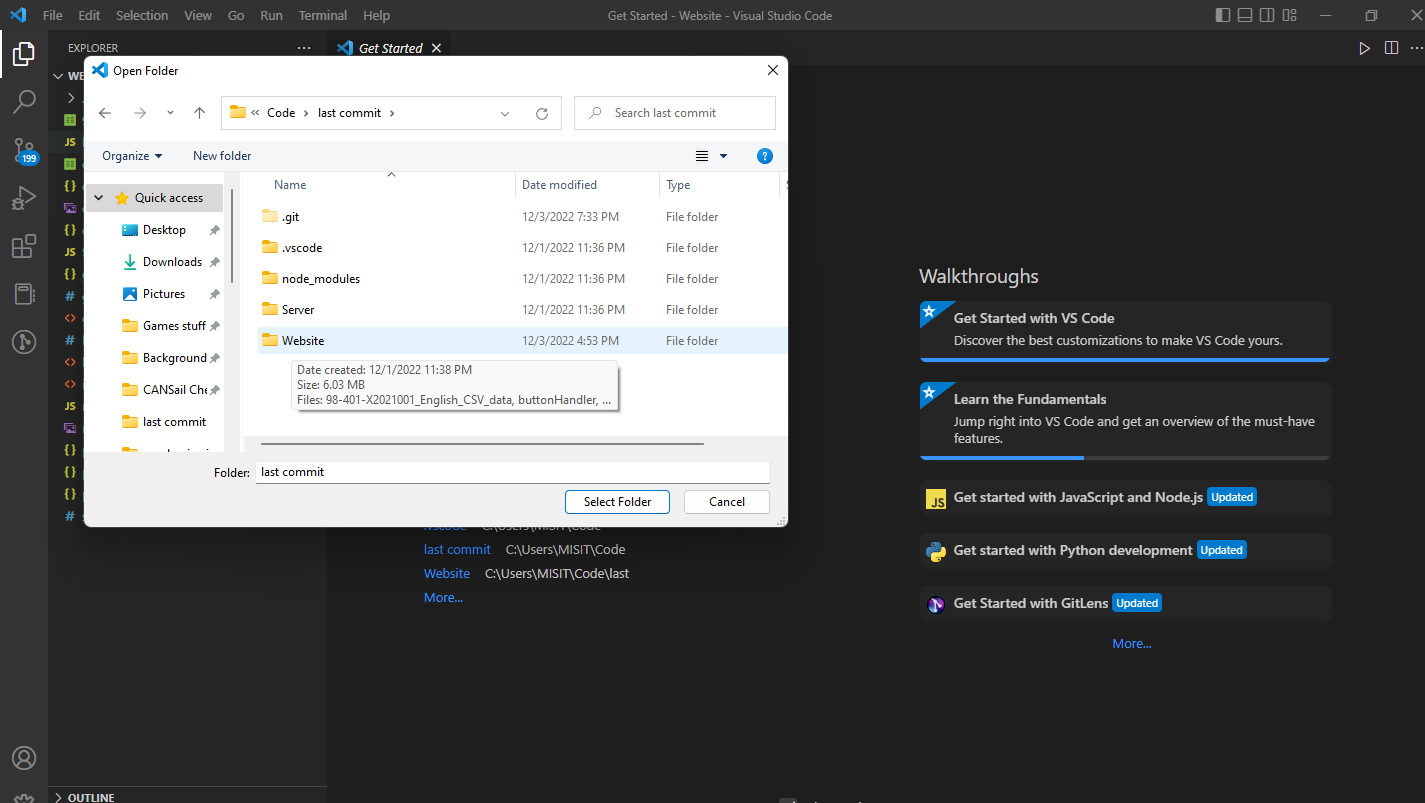 File Edit Selection View Go Run Terminal Help
Get Started - Website - Visual Studio Code
EXPLORER
Get Started
199
JS
JS
JS
Open Folder
Code
last commit
Search last commit
Organize
New folder
Quick access
Desktop
Downloads
Pictures
Games stuff
Background
last commit
Name Date modified Type
.git 12/3/2022 7:33 PM File folder
.vscode 12/1/2022 11:36 PM File folder
node_modules 12/1/2022 11:36 PM File folder
Server 12/1/2022 11:36 PM File folder
Website 12/3/2022 4:53 PM File folder
Date created: 12/1/2022 11:38 PM
Size: 6.03 MB
Files: 98-401-X2021001_English_CSV_data, buttonHandler, ...
Folder: last commit
Select Folder
Cancel
last commit C:\Users\MISIT\Code
Website C:\Users\MISIT\Code\last
More...
Walkthroughs
Get Started with VS Code
Discover the best customizations to make VS Code yours.
Learn the Fundamentals
Jump right into VS Code and get an overview of the must-have
features.
JS Get started with JavaScript and Node.js Updated
Get started with Python development Updated
Get Started with GitLens Updated
More...
OUTLINE